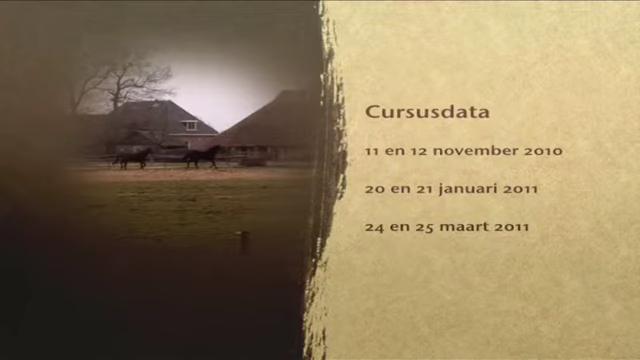 Cursusdata
11 en 12 november 2010
20 en 21 januari 2011
24 en 25 maart 2011